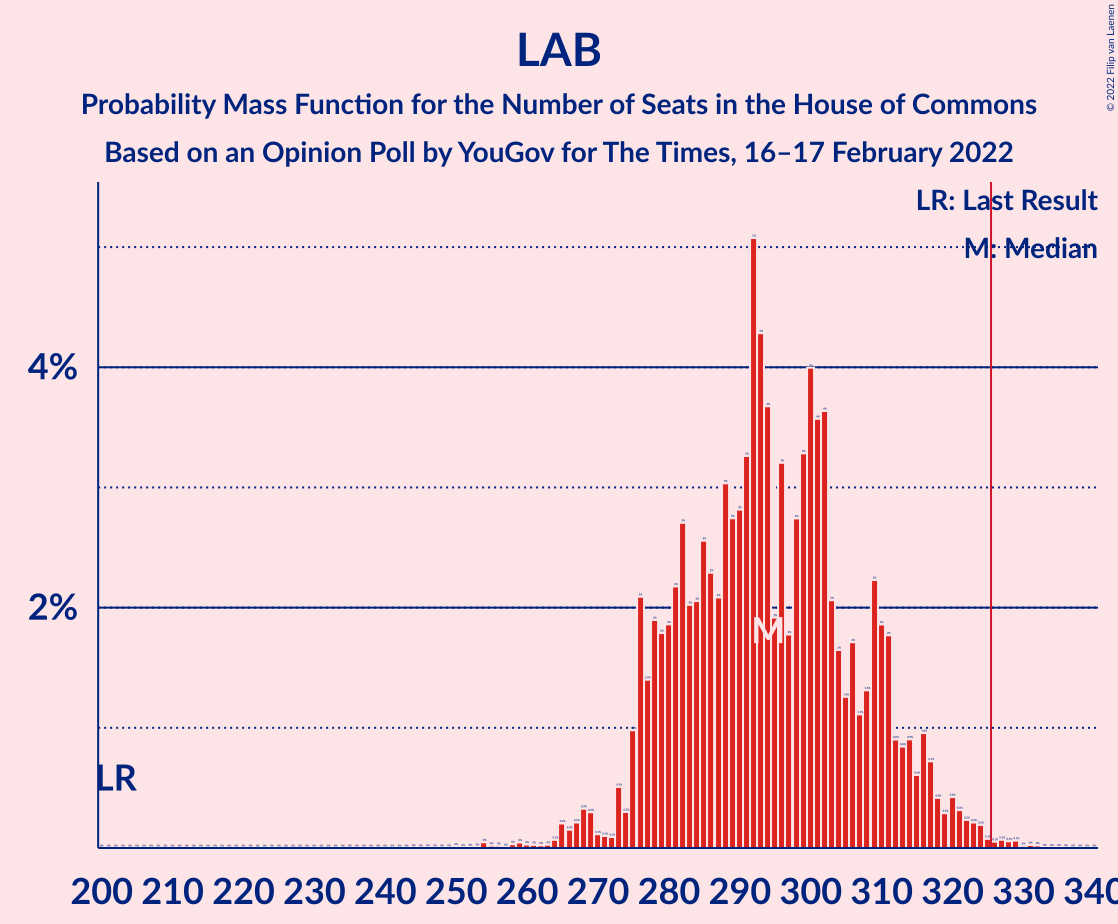 LAB
Probability Mass Function for the Number of Seats in the House of Commons
Based on an Opinion Poll by YouGov for The Times, 16–17 February 2022
© 2022 Filip van Laenen
LR: Last Result
M: Median
4%
2%
M
LR
200 210 220 230 240 250 260 270 280 290 300 310 320 330 340